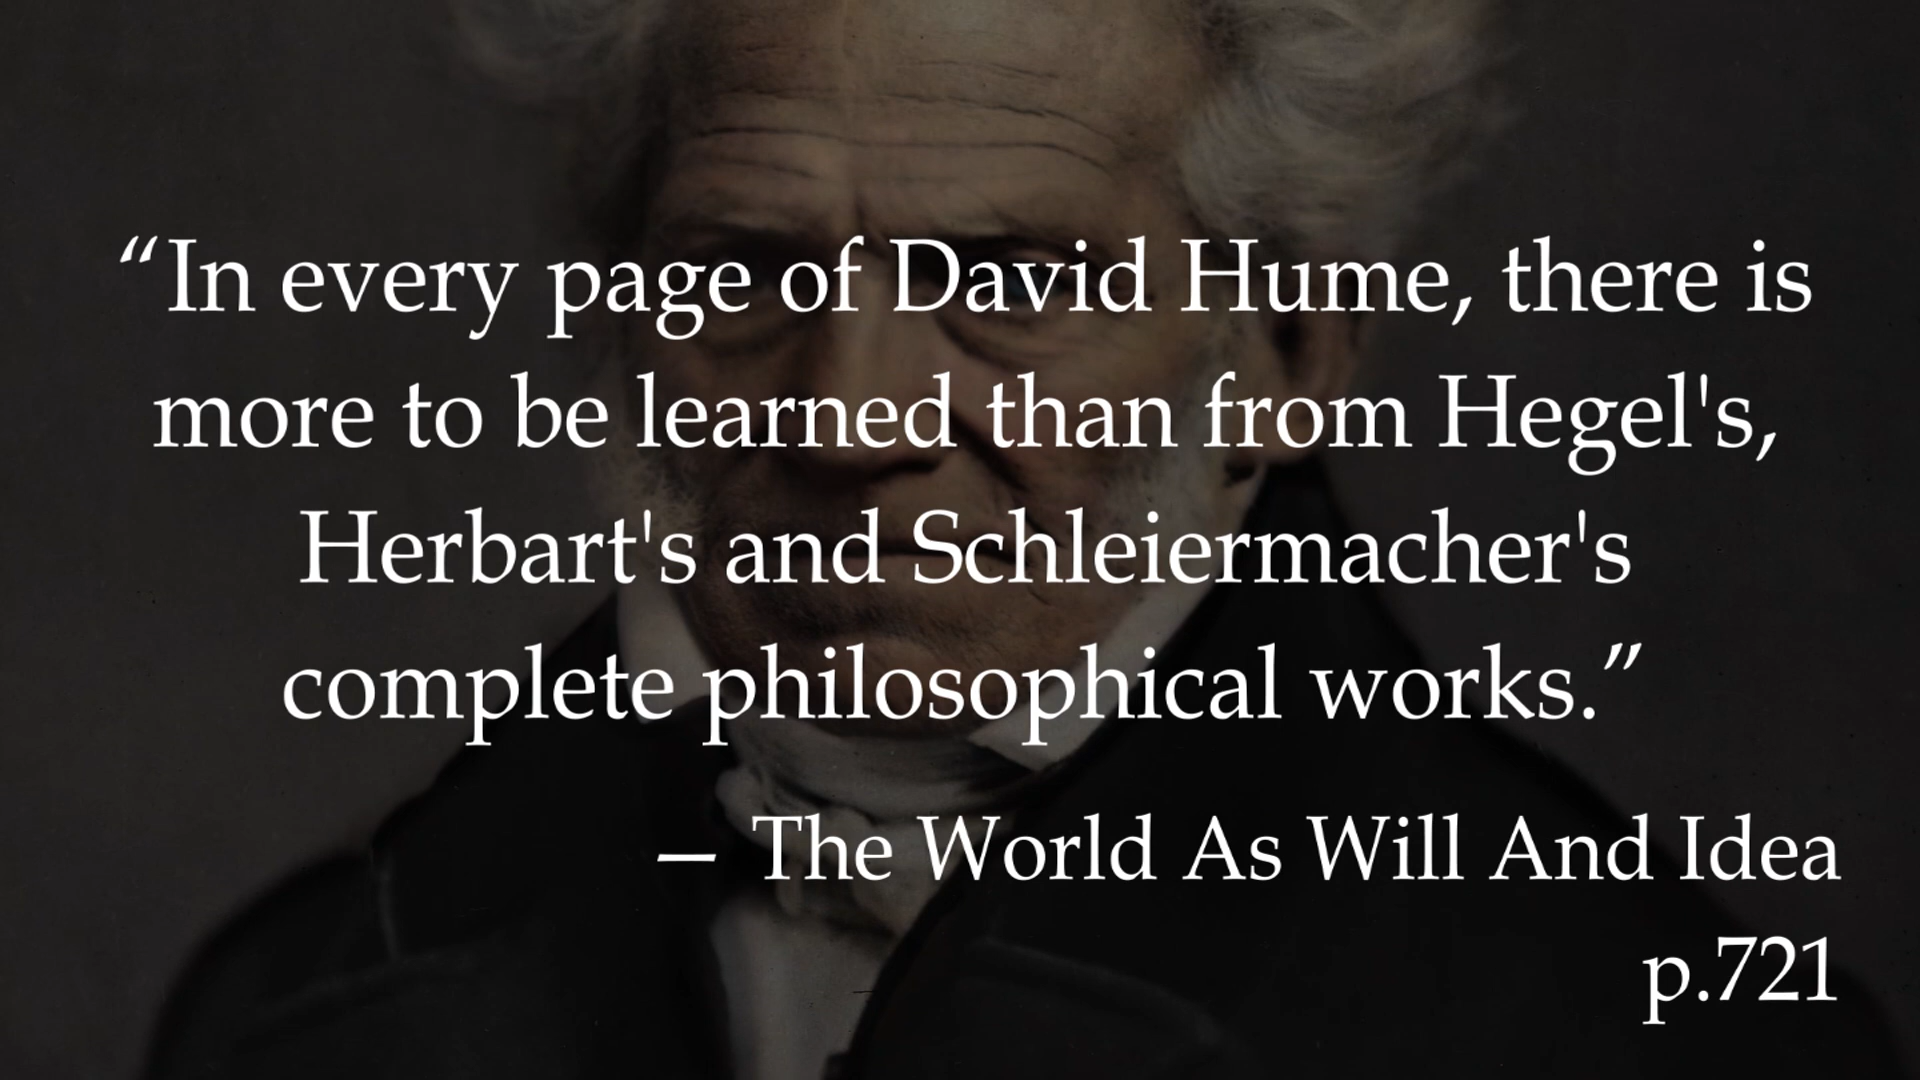 “In every page of David Hume, there is
more to be learned than from Hegel's,
Herbart's and Schleiermacher's
complete philosophical works.”
— The World As Will And Idea
p.721